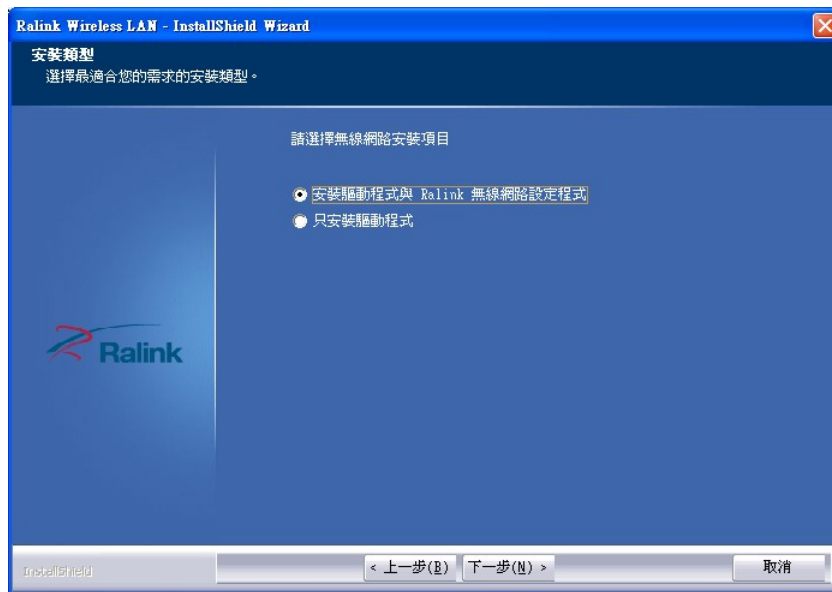 Ralink Wireless LAN - InstallShield Wizard
安裝類型
選擇最適合您的需求的安裝類型。
請選擇無線網路安裝項目
安裝驅動程式與 Ralink 無線網路設定程式
只安裝驅動程式
Ralink
InstallShield
< 上一步(B) 下一步(N) > 取消